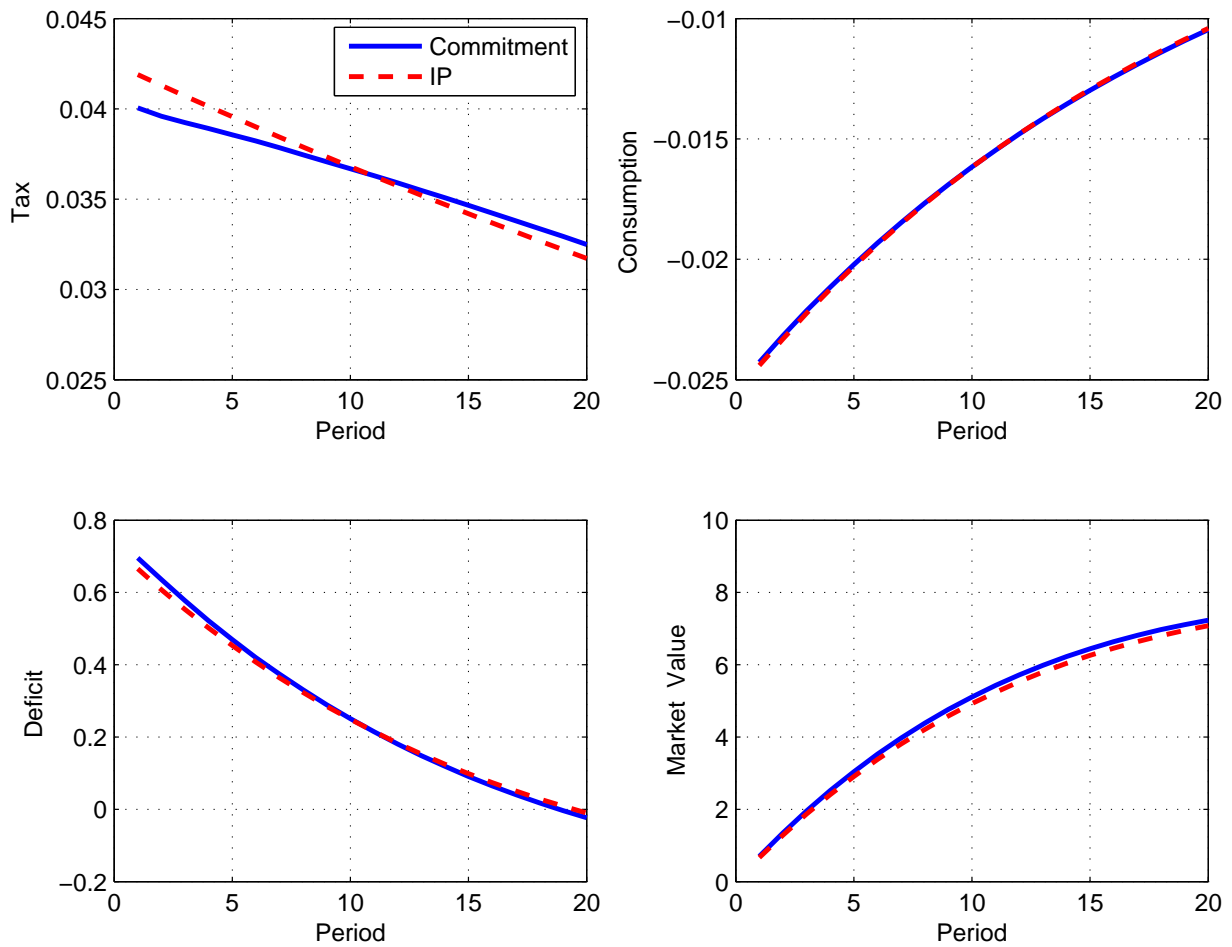 0.045
0.04
0.035
0.03
0.025
Tax
0 5 10 15 20
Period
Commitment
IP
−0.01
−0.015
−0.02
−0.025
Consumption
0 5 10 15 20
Period
0.8
0.6
0.4
0.2
0
−0.2
Deficit
0 5 10 15 20
Period
10
8
6
4
2
0
Market Value
0 5 10 15 20
Period